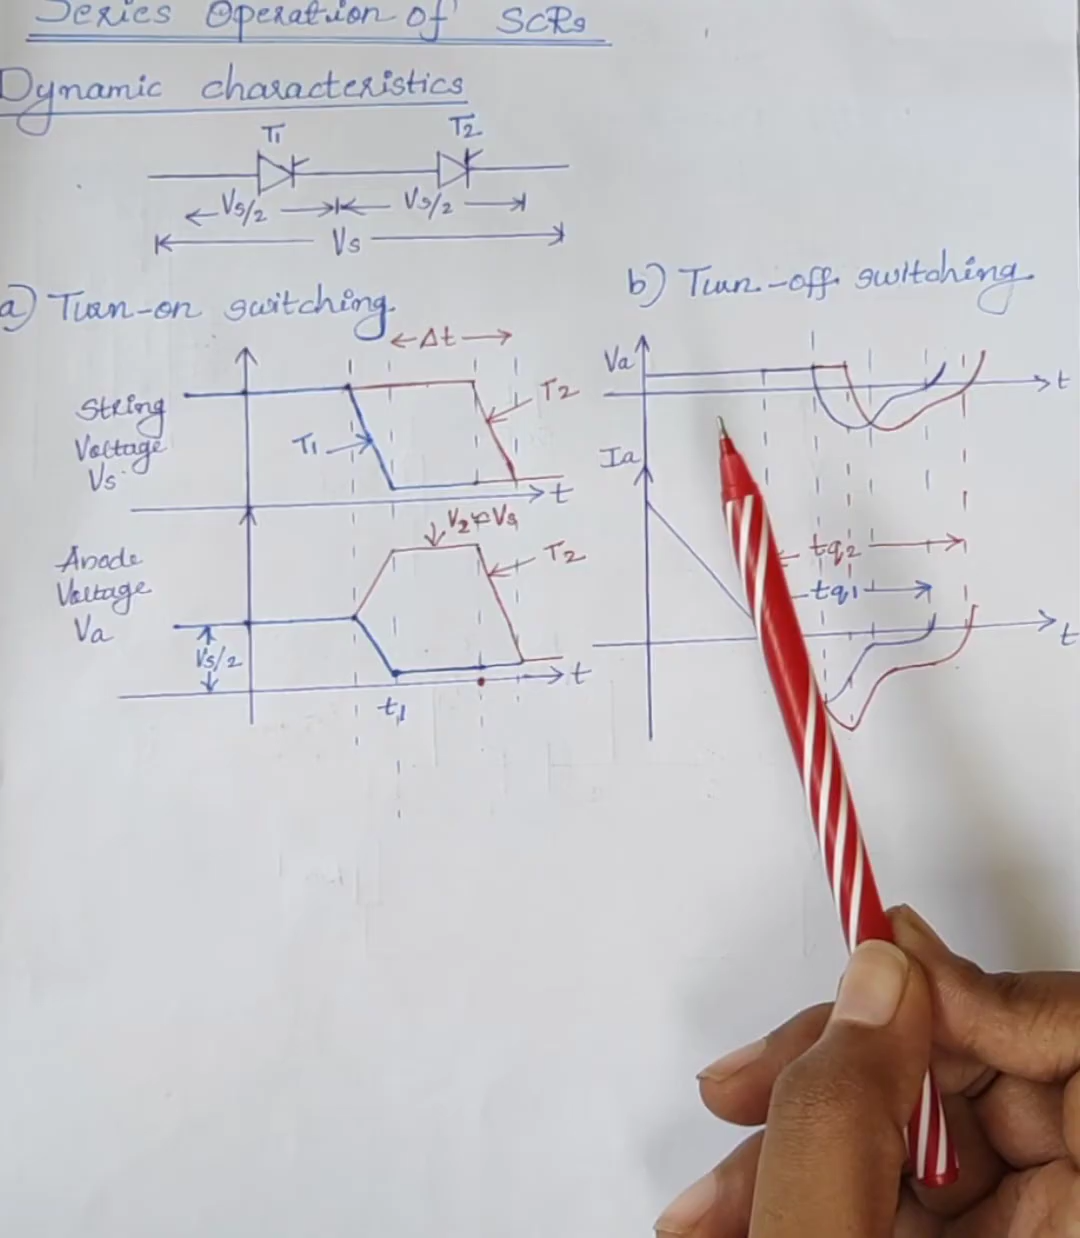 Series Operation of SCRs
Dynamic characteristics
T1
T2
Vs/2
Vs/2
Vs
a) Turn-on switching
Δt
String
Voltage
Vs
T1
T2
t
V2=Vs
Anode
Voltage
Va
T2
Vs/2
t
t1
b) Turn-off switching
Va
t
Ia
tq2
tq1
t